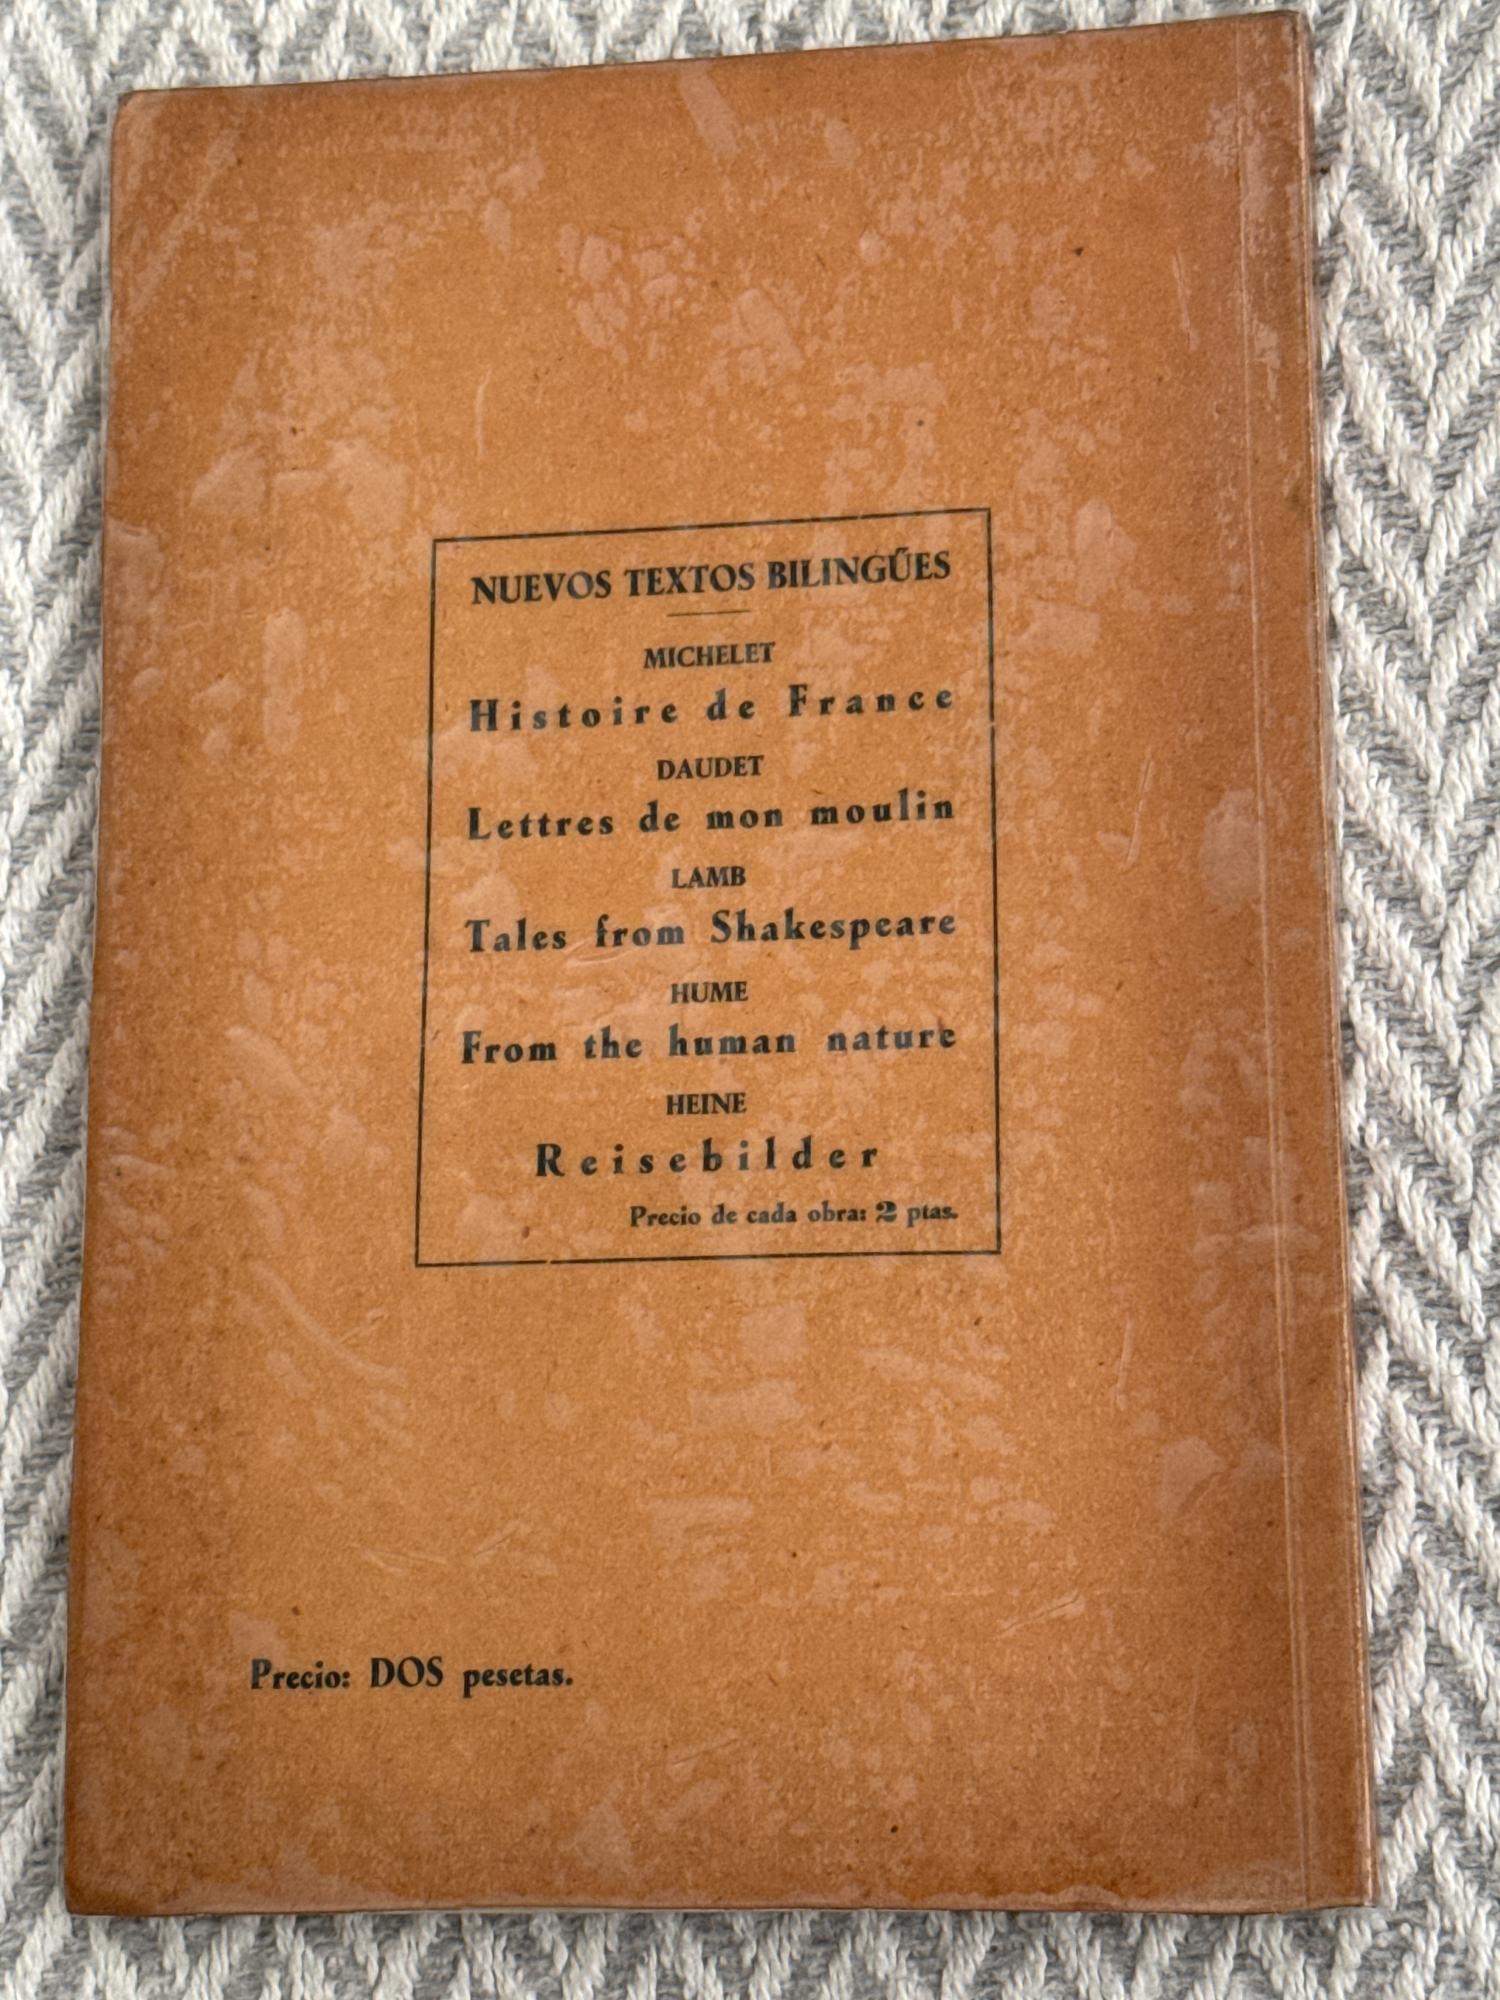 NUEVOS TEXTOS BILINGÜES
MICHELET
Histoire de France
DAUDET
Lettres de mon moulin
LAMB
Tales from Shakespeare
HUME
From the human nature
HEINE
Reisebilder
Precio de cada obra: 2 ptas.
Precio: DOS pesetas.